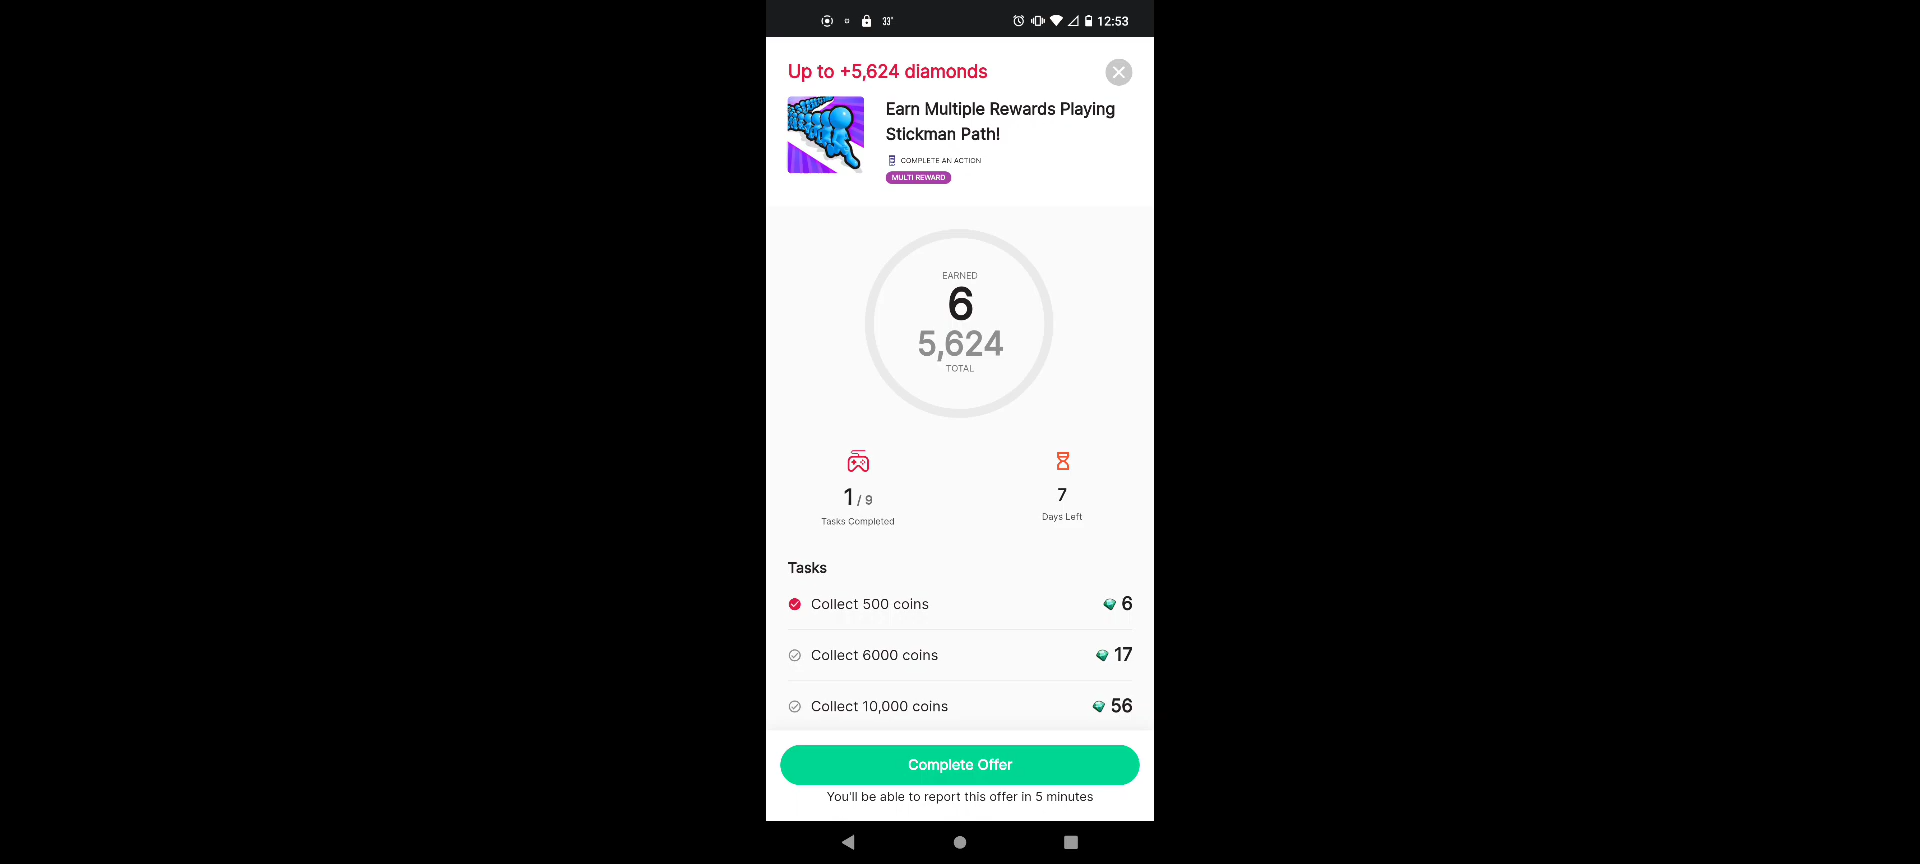 33°
12:53
Up to +5,624 diamonds
Earn Multiple Rewards Playing
Stickman Path!
COMPLETE AN ACTION
MULTI REWARD
EARNED
6
5,624
TOTAL
1 / 9
Tasks Completed
7
Days Left
Tasks
Collect 500 coins 6
Collect 6000 coins 17
Collect 10,000 coins 56
Complete Offer
You'll be able to report this offer in 5 minutes